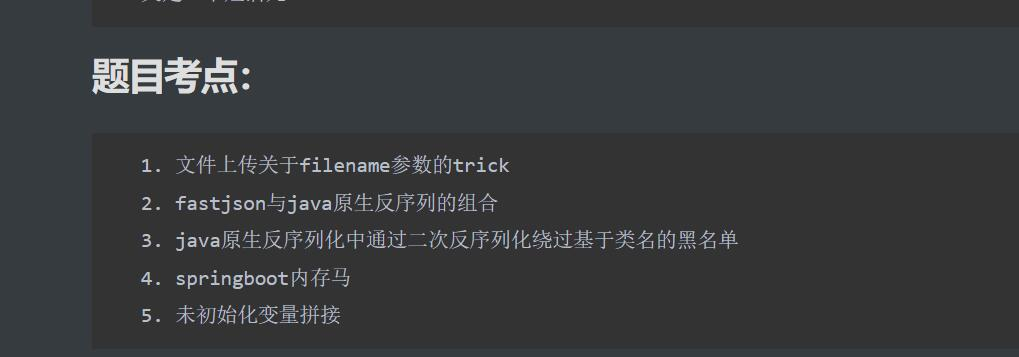 题目考点：
1. 文件上传关于filename参数的trick
2. fastjson与java原生反序列的组合
3. java原生反序列化中通过二次反序列化绕过基于类名的黑名单
4. springboot内存马
5. 未初始化变量拼接